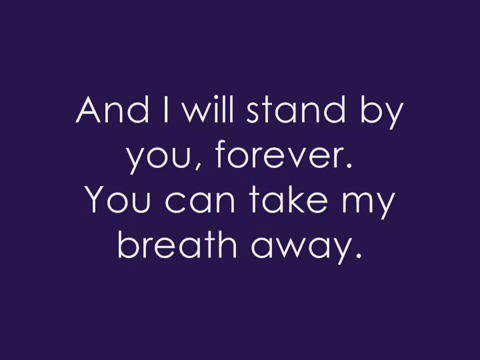 And I will stand by
you, forever.
You can take my
breath away.